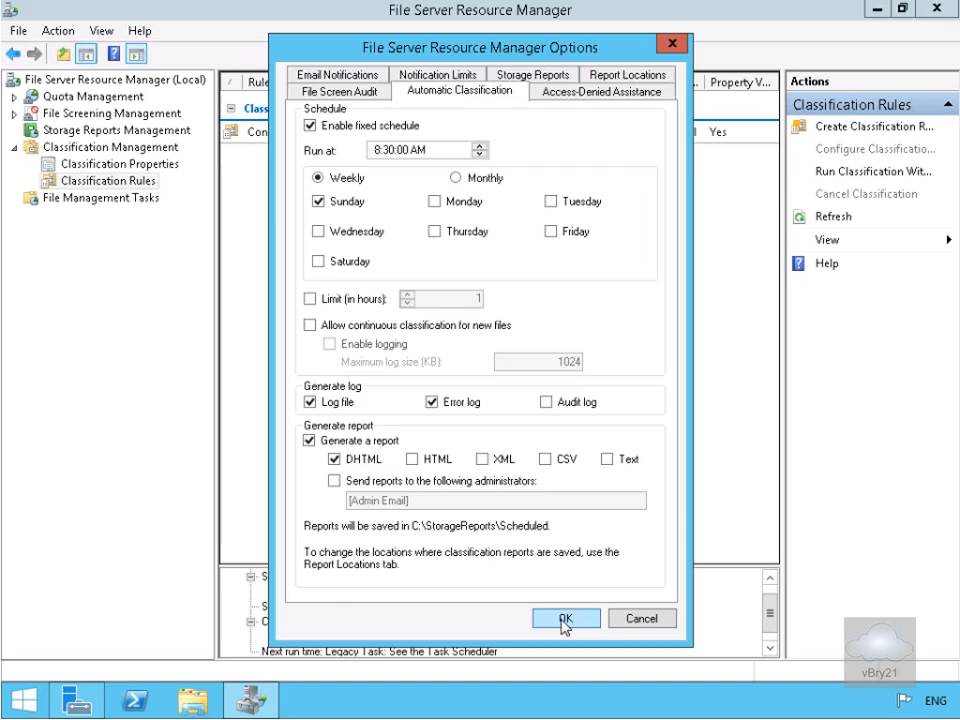 File Server Resource Manager
File Action View Help
File Server Resource Manager (Local)
Quota Management
File Screening Management
Storage Reports Management
Classification Management
Classification Properties
Classification Rules
File Management Tasks
Rule
Property V...
Clas
Con
Yes
File Server Resource Manager Options
Email Notifications Notification Limits Storage Reports Report Locations
File Screen Audit Automatic Classification Access-Denied Assistance
Schedule
Enable fixed schedule
Run at: 8:30:00 AM
Weekly Monthly
Sunday Monday Tuesday
Wednesday Thursday Friday
Saturday
Limit (in hours): 1
Allow continuous classification for new files
Enable logging
Maximum log size (KB): 1024
Generate log
Log file Error log Audit log
Generate report
Generate a report
DHTML HTML XML CSV Text
Send reports to the following administrators:
[Admin Email]
Reports will be saved in C:\StorageReports\Scheduled.
To change the locations where classification reports are saved, use the
Report Locations tab.
OK Cancel
Next run time: Legacy Task: See the Task Scheduler
Actions
Classification Rules
Create Classification R...
Configure Classificatio...
Run Classification Wit...
Cancel Classification
Refresh
View
Help
vBry21
ENG